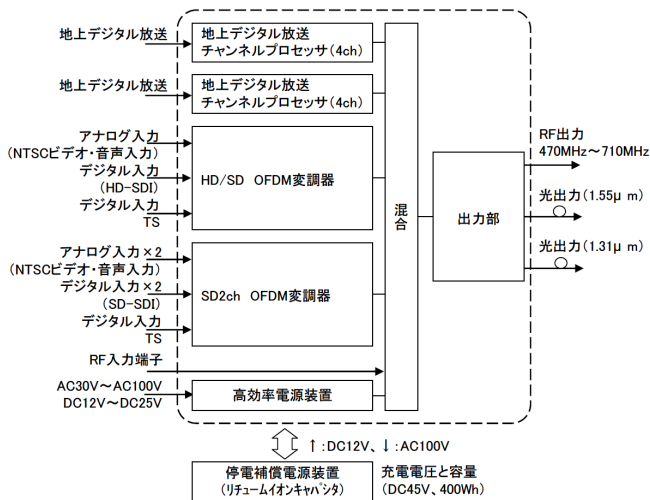 地上デジタル放送
地上デジタル放送
チャンネルプロセッサ(4ch)
地上デジタル放送
地上デジタル放送
チャンネルプロセッサ(4ch)
アナログ入力
(NTSCビデオ・音声入力)
デジタル入力
(HD-SDI)
デジタル入力
TS
HD/SD OFDM変調器
アナログ入力×2
(NTSCビデオ・音声入力)
デジタル入力×2
(SD-SDI)
デジタル入力
TS
SD2ch OFDM変調器
RF入力端子
AC30V~AC100V
DC12V~DC25V
高効率電源装置
混合
出力部
RF出力
470MHz~710MHz
光出力(1.55μm)
光出力(1.31μm)
↑:DC12V、↓:AC100V
停電補償電源装置
(リチュームイオンキャパシタ)
充電電圧と容量
(DC45V、400Wh)